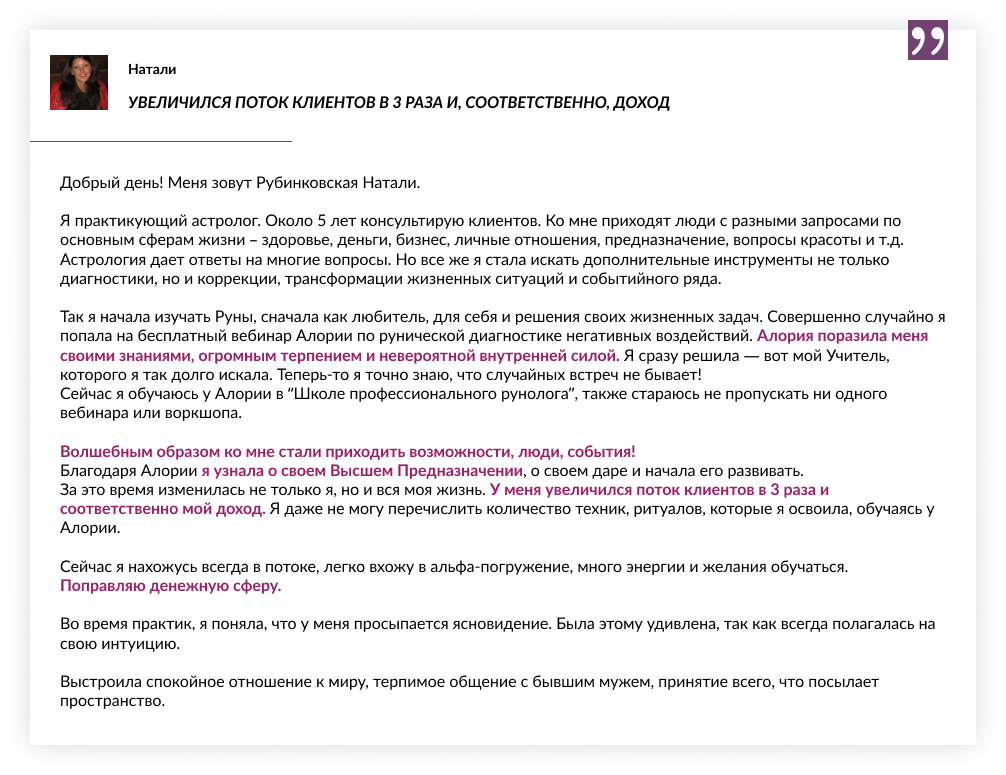 Натали
УВЕЛИЧИЛСЯ ПОТОК КЛИЕНТОВ В 3 РАЗА И, СООТВЕТСТВЕННО, ДОХОД
Добрый день! Меня зовут Рубинковская Натали.
Я практикующий астролог. Около 5 лет консультирую клиентов. Ко мне приходят люди с разными запросами по
основным сферам жизни – здоровье, деньги, бизнес, личные отношения, предназначение, вопросы красоты и т.д.
Астрология дает ответы на многие вопросы. Но все же я стала искать дополнительные инструменты не только
диагностики, но и коррекции, трансформации жизненных ситуаций и событийного ряда.
Так я начала изучать Руны, сначала как любитель, для себя и решения своих жизненных задач. Совершенно случайно я
попала на бесплатный вебинар Алории по рунической диагностике негативных воздействий. Алория поразила меня
своими знаниями, огромным терпением и невероятной внутренней силой. Я сразу решила — вот мой Учитель,
которого я так долго искала. Теперь-то я точно знаю, что случайных встреч не бывает!
Сейчас я обучаюсь у Алории в “Школе профессионального рунолога”, также стараюсь не пропускать ни одного
вебинара или воркшопа.
Волшебным образом ко мне стали приходить возможности, люди, события!
Благодаря Алории я узнала о своем Высшем Предназначении, о своем даре и начала его развивать.
За это время изменилась не только я, но и вся моя жизнь. У меня увеличился поток клиентов в 3 раза и
соответственно мой доход. Я даже не могу перечислить количество техник, ритуалов, которые я освоила, обучаясь у
Алории.
Сейчас я нахожусь всегда в потоке, легко вхожу в альфа-погружение, много энергии и желания обучаться.
Поправляю денежную сферу.
Во время практик, я поняла, что у меня просыпается ясновидение. Была этому удивлена, так как всегда полагалась на
свою интуицию.
Выстроила спокойное отношение к миру, терпимое общение с бывшим мужем, принятие всего, что посылает
пространство.